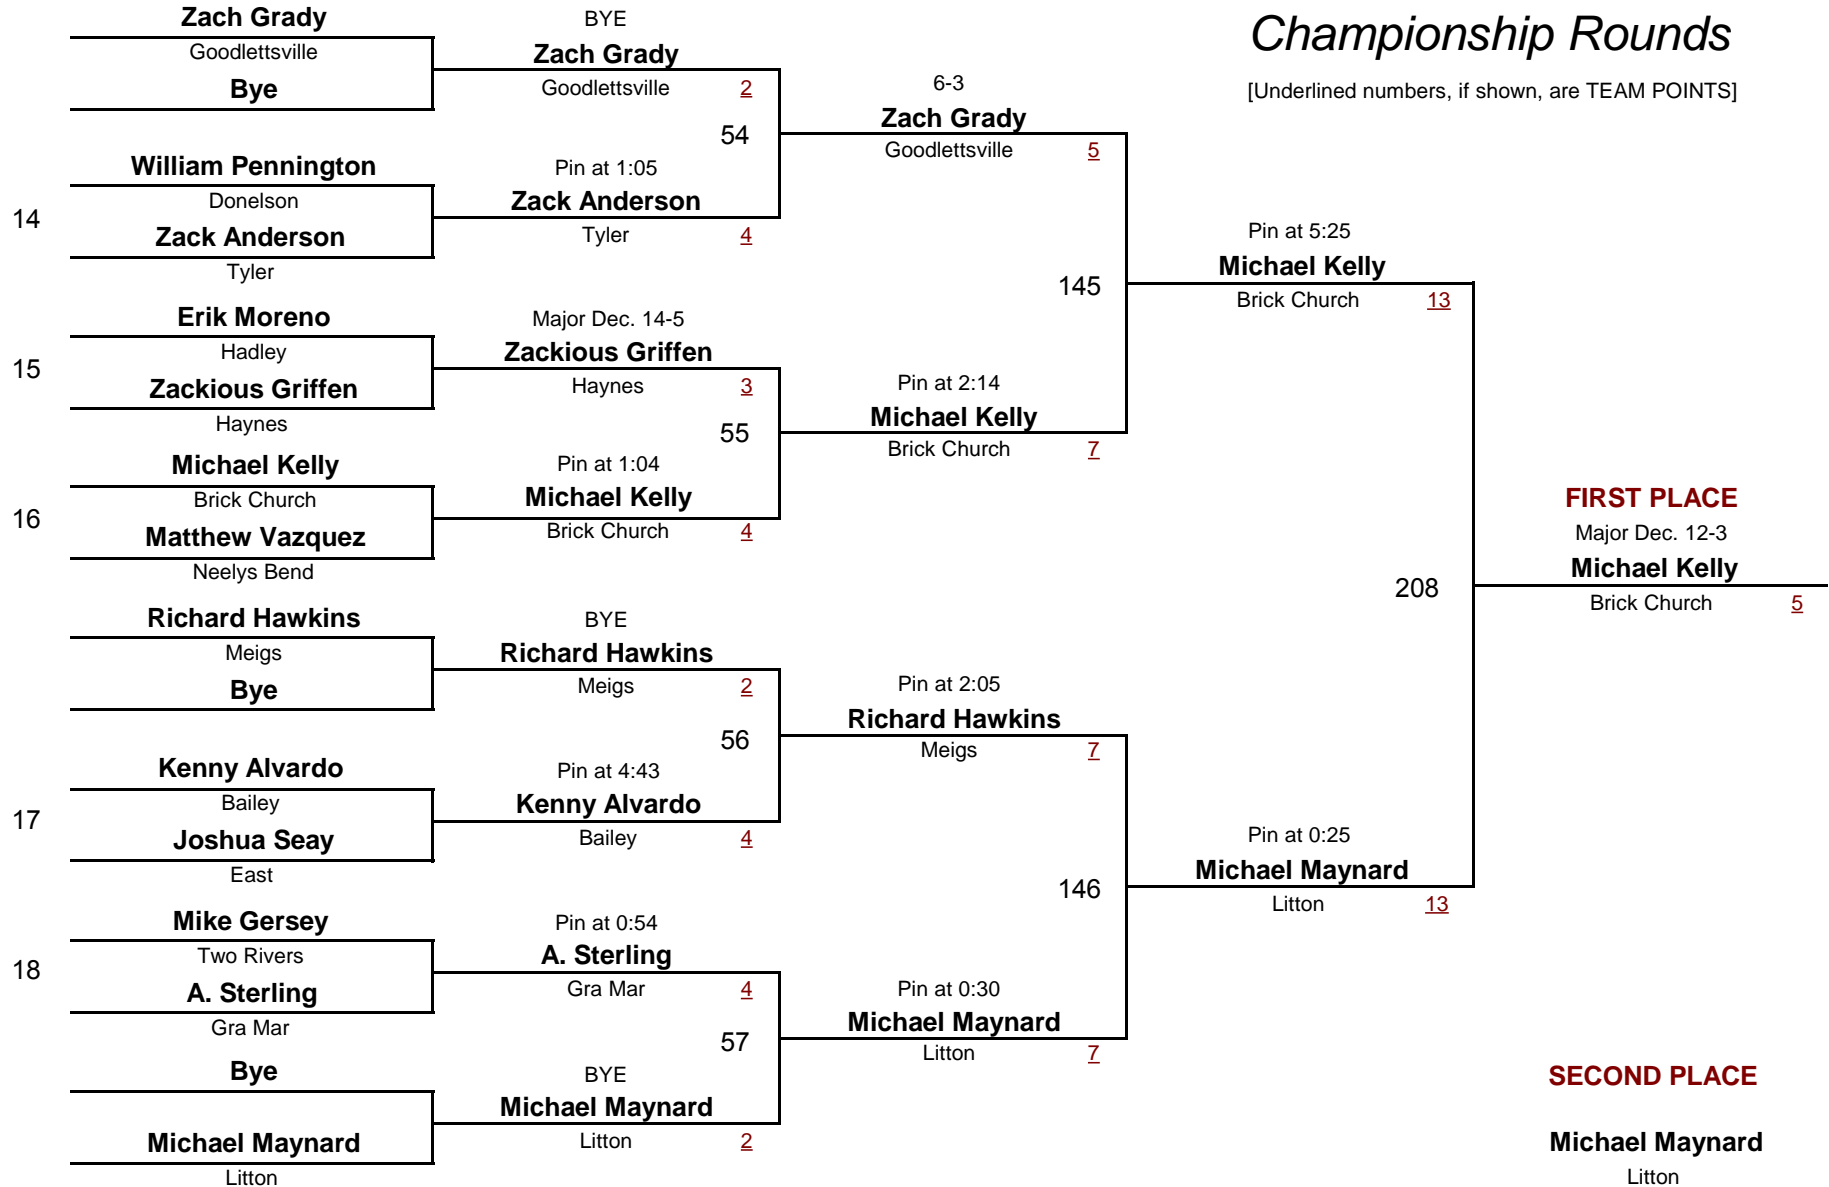 Championship Rounds
[Underlined numbers, if shown, are TEAM POINTS]
Zach Grady
Goodlettsville
Bye
14
William Pennington
Donelson
Zack Anderson
Tyler
15
Erik Moreno
Hadley
Zackious Griffen
Haynes
16
Michael Kelly
Brick Church
Matthew Vazquez
Neelys Bend
Richard Hawkins
Meigs
Bye
17
Kenny Alvardo
Bailey
Joshua Seay
East
18
Mike Gersey
Two Rivers
A. Sterling
Gra Mar
Bye
Michael Maynard
Litton
BYE
Zach Grady
Goodlettsville 2
54
Pin at 1:05
Zack Anderson
Tyler 4
Major Dec. 14-5
Zackious Griffen
Haynes 3
55
Pin at 1:04
Michael Kelly
Brick Church 4
BYE
Richard Hawkins
Meigs 2
56
Pin at 4:43
Kenny Alvardo
Bailey 4
Pin at 0:54
A. Sterling
Gra Mar 4
57
BYE
Michael Maynard
Litton 2
6-3
Zach Grady
Goodlettsville 5
145
Pin at 2:14
Michael Kelly
Brick Church 7
Pin at 2:05
Richard Hawkins
Meigs 7
146
Pin at 0:30
Michael Maynard
Litton 7
Pin at 5:25
Michael Kelly
Brick Church 13
208
Pin at 0:25
Michael Maynard
Litton 13
FIRST PLACE
Major Dec. 12-3
Michael Kelly
Brick Church 5
SECOND PLACE
Michael Maynard
Litton